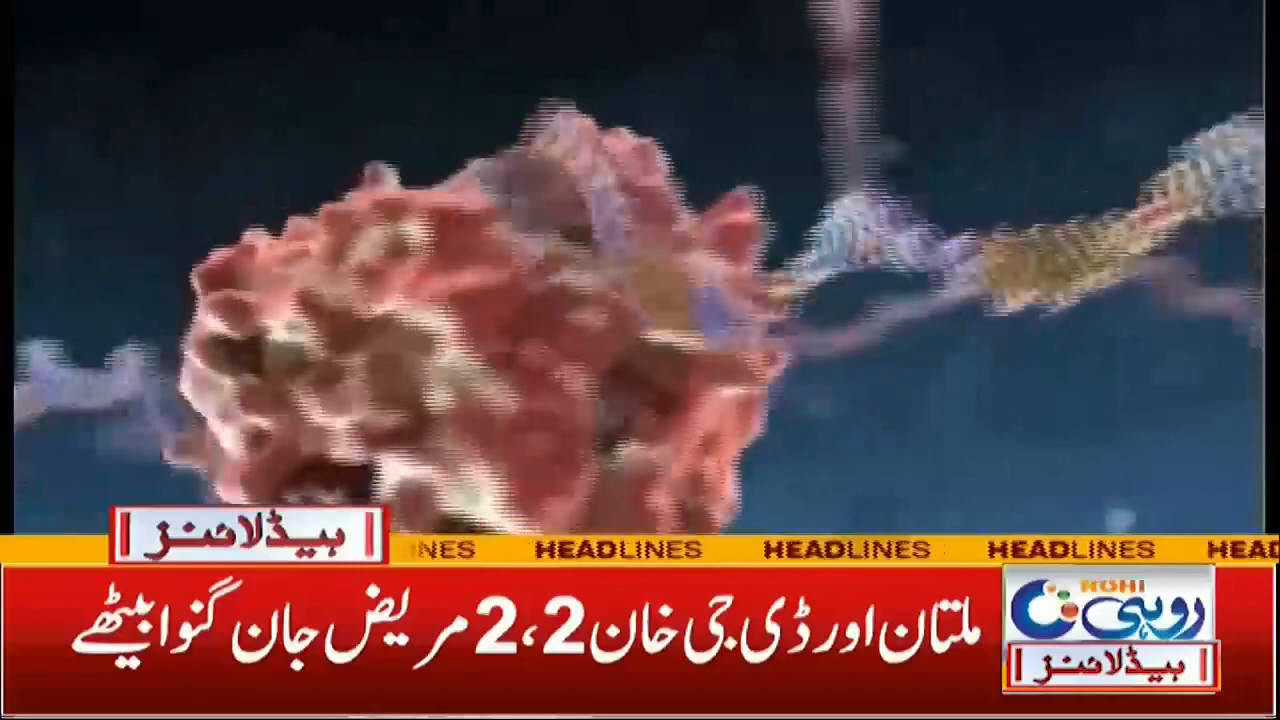 ہیڈلائنز
INES HEADLINES HEADLINES HEADLINES HEAD
ملتان اور ڈی جی خان 2،2 مریض جان گنوا بیٹھے
ROHI
روہی
ہیڈلائنز